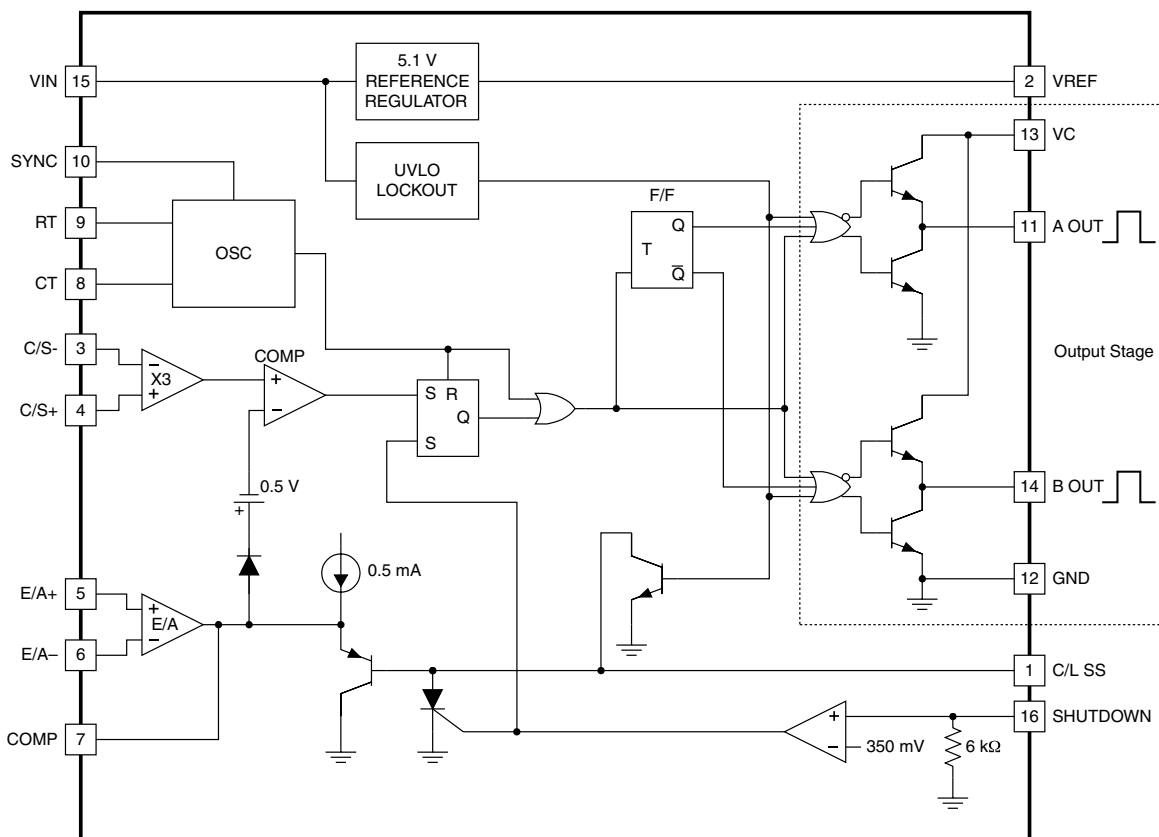 VIN
15
5.1 V
REFERENCE
REGULATOR
2
VREF
13
VC
SYNC
10
UVLO
LOCKOUT
F/F
RT
9
OSC
Q
T
Q̅
11
A OUT
CT
8
C/S-
3
−
X3
+
C/S+
4
COMP
+
−
S
R
Q
S
Output Stage
0.5 V
+
14
B OUT
0.5 mA
E/A+
5
+
E/A
−
E/A−
6
12
GND
1
C/L SS
16
SHUTDOWN
COMP
7
+
−
350 mV
6 kΩ